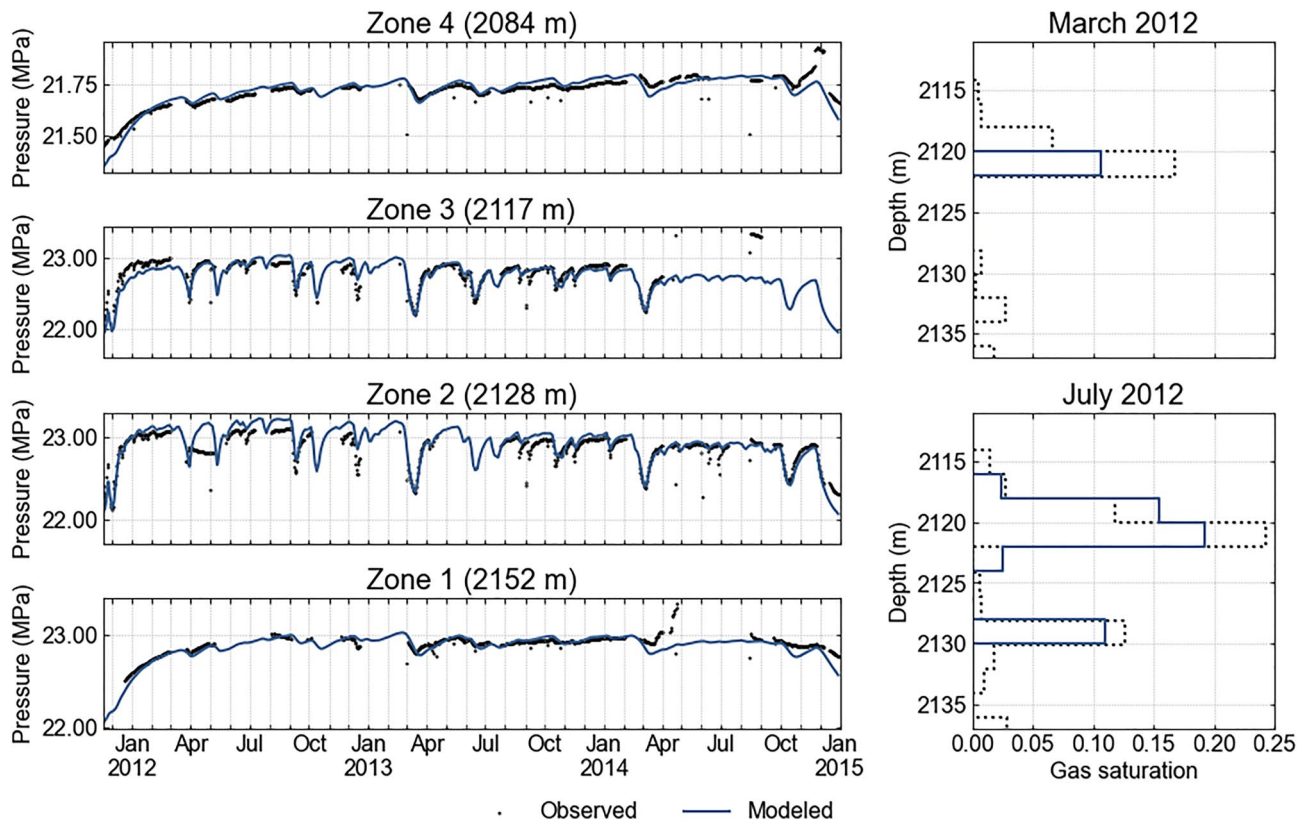 Zone 4 (2084 m)
Pressure (MPa)
21.75
21.50
Zone 3 (2117 m)
Pressure (MPa)
23.00
22.00
Zone 2 (2128 m)
Pressure (MPa)
23.00
22.00
Zone 1 (2152 m)
Pressure (MPa)
23.00
22.00
Jan Apr Jul Oct Jan Apr Jul Oct Jan Apr Jul Oct Jan
2012 2013 2014 2015
March 2012
Depth (m)
2115
2120
2125
2130
2135
July 2012
Depth (m)
2115
2120
2125
2130
2135
0.00 0.05 0.10 0.15 0.20 0.25
Gas saturation
Observed Modeled